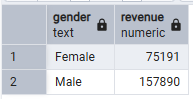 gender revenue
text numeric
1 Female 75191
2 Male 157890